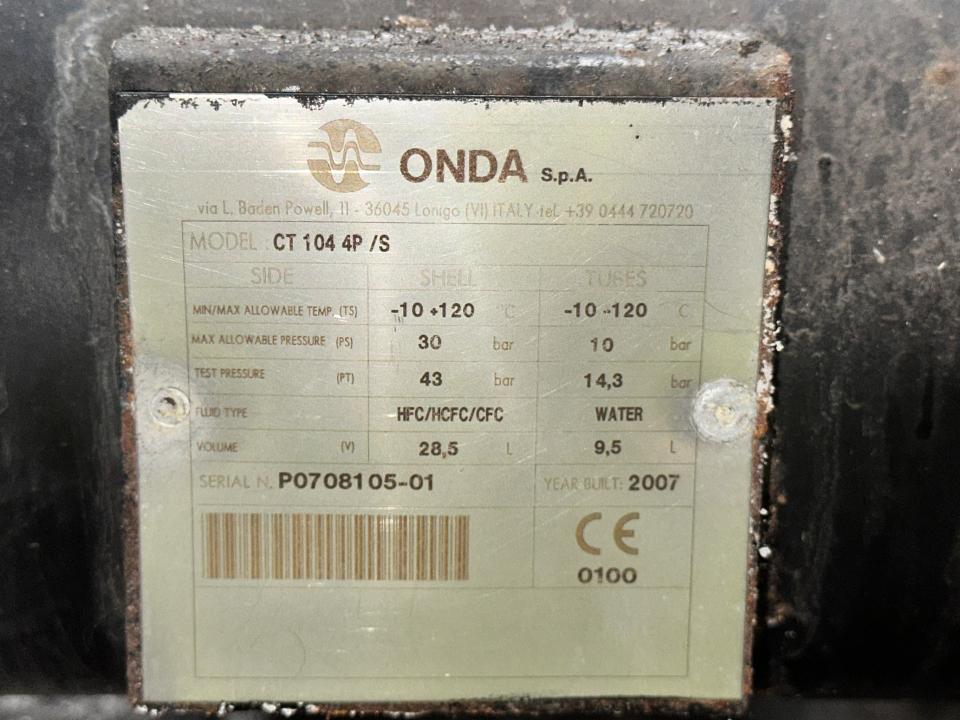 ONDA S.p.A.
via L. Baden Powell, 11 - 36045 Lonigo (VI) ITALY tel. +39 0444 720720
MODEL : CT 104 4P /S
SIDE SHELL TUBES
MIN/MAX ALLOWABLE TEMP. (TS) -10 +120 °C -10 +120 °C
MAX ALLOWABLE PRESSURE (PS) 30 bar 10 bar
TEST PRESSURE (PT) 43 bar 14,3 bar
FLUID TYPE HFC/HCFC/CFC WATER
VOLUME (V) 28,5 L 9,5 L
SERIAL N. P0708105-01 YEAR BUILT: 2007
CE
0100